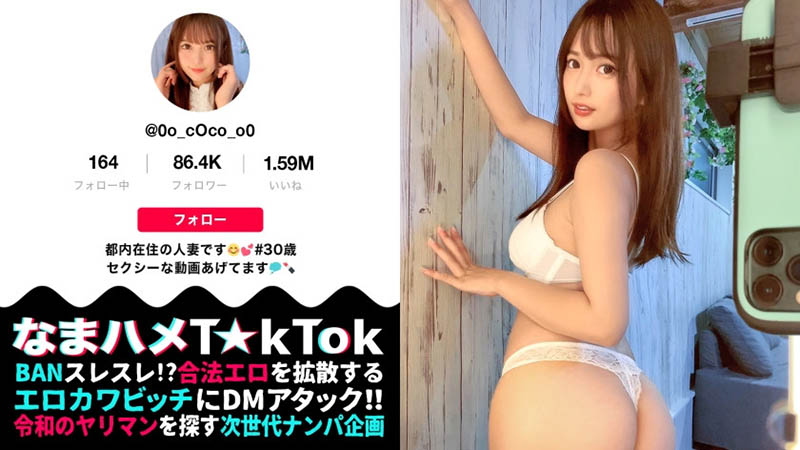 @0o_cOco_o0
164
86.4K
1.59M
フォロー中
フォロワー
いいね
フォロー
都内在住の人妻です😊💕#30歳
セクシーな動画あげてます💭💄
なまハメT★kTok
BANスレスレ!?合法エロを拡散する
エロカワビッチにDMアタック!!
令和のヤリマンを探す次世代ナンパ企画